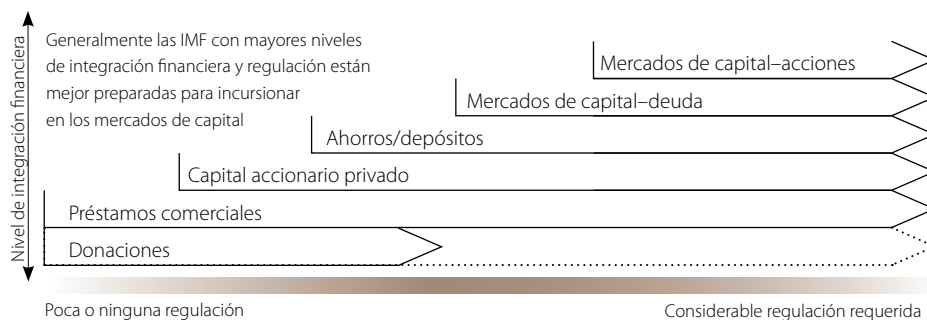 Nivel de integración financiera
Generalmente las IMF con mayores niveles
de integración financiera y regulación están
mejor preparadas para incursionar
en los mercados de capital
Mercados de capital–acciones
Mercados de capital–deuda
Ahorros/depósitos
Capital accionario privado
Préstamos comerciales
Donaciones
Poca o ninguna regulación
Considerable regulación requerida